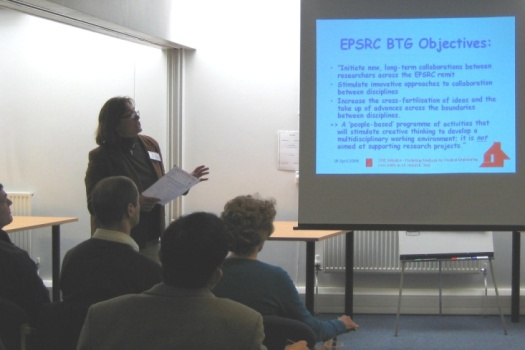 EPSRC BTG Objectives:
• "Initiate new, long-term collaborations between
researchers across the EPSRC remit
• Stimulate innovative approaches to collaboration
between disciplines
• Increase the cross-fertilisation of ideas and the
take up of advances across the boundaries
between disciplines.
A 'people-based' programme of activities that
will stimulate creative thinking to develop a
multidisciplinary working environment; it is not
aimed at supporting research projects."